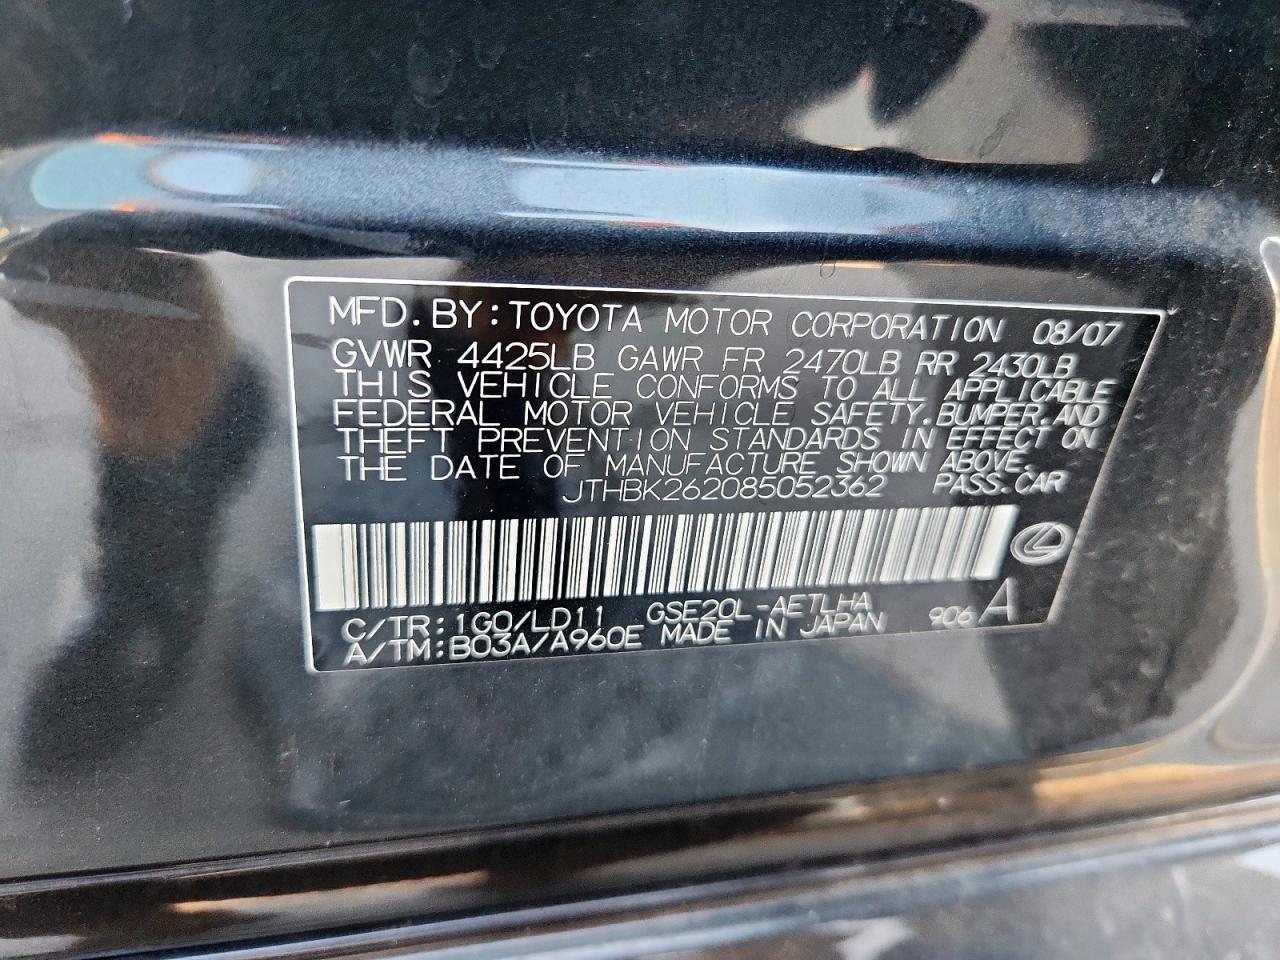 MFD. BY: TOYOTA MOTOR CORPORATION 08/07
GVWR 4425LB GAWR FR 2470LB RR 2430LB
THIS VEHICLE CONFORMS TO ALL APPLICABLE
FEDERAL MOTOR VEHICLE SAFETY, BUMPER, AND
THEFT PREVENTION STANDARDS IN EFFECT ON
THE DATE OF MANUFACTURE SHOWN ABOVE.
JTHBK262085052362 PASS. CAR
C/TR: 1G0/LD11 GSE20L-AETLHA
A/TM: B03A/A960E MADE IN JAPAN 906 A